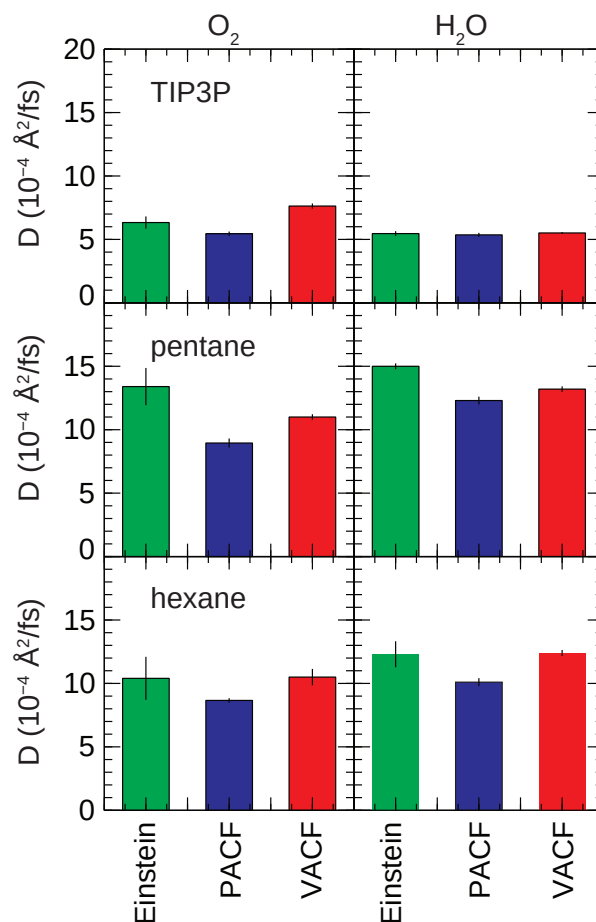 O₂ H₂O
20
15
10
5
0
D (10⁻⁴ Å²/fs)
TIP3P
15
10
5
0
D (10⁻⁴ Å²/fs)
pentane
15
10
5
0
D (10⁻⁴ Å²/fs)
hexane
Einstein PACF VACF Einstein PACF VACF